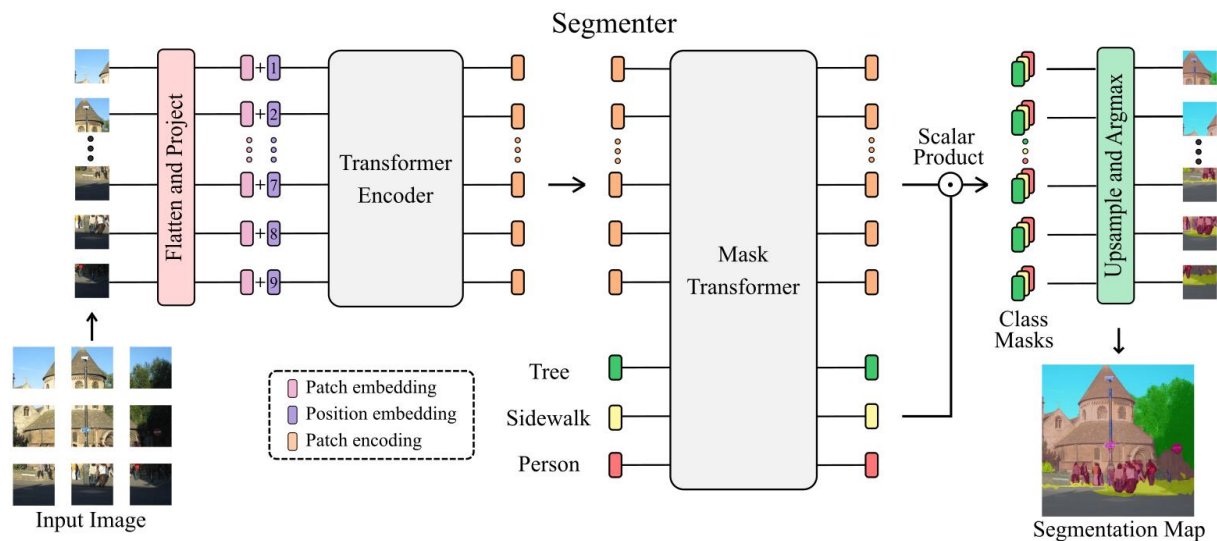 Segmenter
Flatten and Project
+ 1
+ 2
+ 7
+ 8
+ 9
Transformer
Encoder
Mask
Transformer
Scalar
Product
Upsample and Argmax
Class
Masks
Tree
Sidewalk
Person
Patch embedding
Position embedding
Patch encoding
Input Image
Segmentation Map